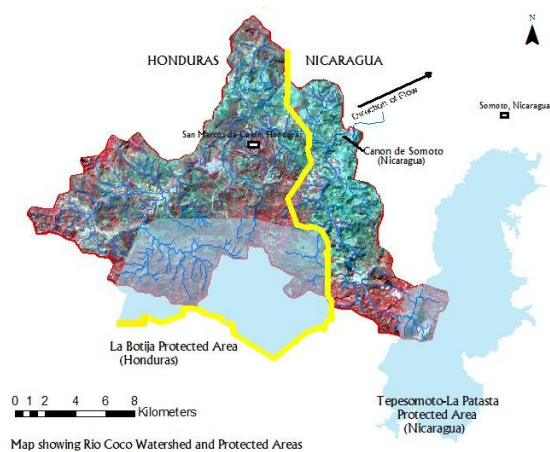 N
HONDURAS
NICARAGUA
Direction of Flow
Somoto, Nicaragua
San Marcos de Colon, Honduras
Canon de Somoto
(Nicaragua)
La Botija Protected Area
(Honduras)
Tepesomoto-La Patasta
Protected Area
(Nicaragua)
0 1 2 4 6 8
Kilometers
Map showing Rio Coco Watershed and Protected Areas